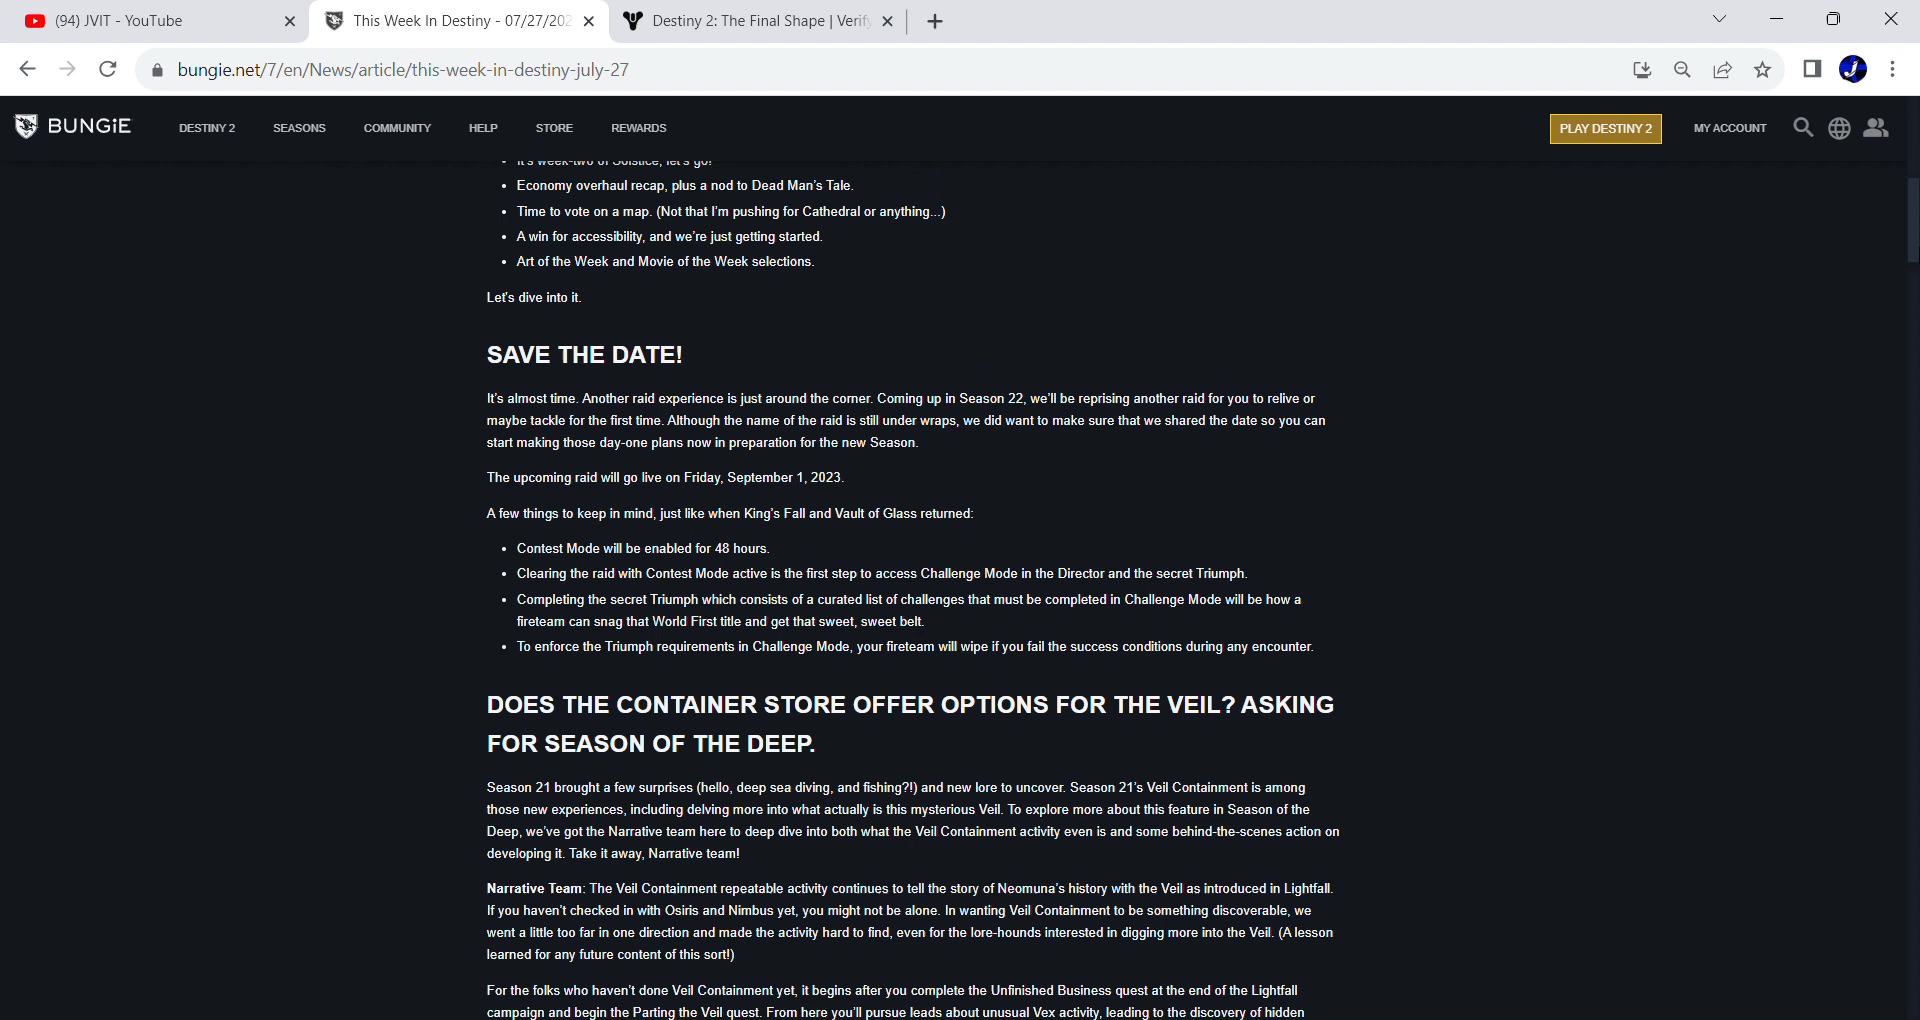 (94) JVIT - YouTube
This Week In Destiny - 07/27/202
Destiny 2: The Final Shape | Verify
bungie.net/7/en/News/article/this-week-in-destiny-july-27
BUNGiE
DESTINY 2
SEASONS
COMMUNITY
HELP
STORE
REWARDS
PLAY DESTINY 2
MY ACCOUNT
• It's week-two of Solstice, let's go!
• Economy overhaul recap, plus a nod to Dead Man's Tale.
• Time to vote on a map. (Not that I'm pushing for Cathedral or anything...)
• A win for accessibility, and we're just getting started.
• Art of the Week and Movie of the Week selections.
Let's dive into it.
SAVE THE DATE!
It's almost time. Another raid experience is just around the corner. Coming up in Season 22, we'll be reprising another raid for you to relive or
maybe tackle for the first time. Although the name of the raid is still under wraps, we did want to make sure that we shared the date so you can
start making those day-one plans now in preparation for the new Season.
The upcoming raid will go live on Friday, September 1, 2023.
A few things to keep in mind, just like when King's Fall and Vault of Glass returned:
• Contest Mode will be enabled for 48 hours.
• Clearing the raid with Contest Mode active is the first step to access Challenge Mode in the Director and the secret Triumph.
• Completing the secret Triumph which consists of a curated list of challenges that must be completed in Challenge Mode will be how a
fireteam can snag that World First title and get that sweet, sweet belt.
• To enforce the Triumph requirements in Challenge Mode, your fireteam will wipe if you fail the success conditions during any encounter.
DOES THE CONTAINER STORE OFFER OPTIONS FOR THE VEIL? ASKING
FOR SEASON OF THE DEEP.
Season 21 brought a few surprises (hello, deep sea diving, and fishing?!) and new lore to uncover. Season 21's Veil Containment is among
those new experiences, including delving more into what actually is this mysterious Veil. To explore more about this feature in Season of the
Deep, we've got the Narrative team here to deep dive into both what the Veil Containment activity even is and some behind-the-scenes action on
developing it. Take it away, Narrative team!
Narrative Team: The Veil Containment repeatable activity continues to tell the story of Neomuna's history with the Veil as introduced in Lightfall.
If you haven't checked in with Osiris and Nimbus yet, you might not be alone. In wanting Veil Containment to be something discoverable, we
went a little too far in one direction and made the activity hard to find, even for the lore-hounds interested in digging more into the Veil. (A lesson
learned for any future content of this sort!)
For the folks who haven't done Veil Containment yet, it begins after you complete the Unfinished Business quest at the end of the Lightfall
campaign and begin the Parting the Veil quest. From here you'll pursue leads about unusual Vex activity, leading to the discovery of hidden